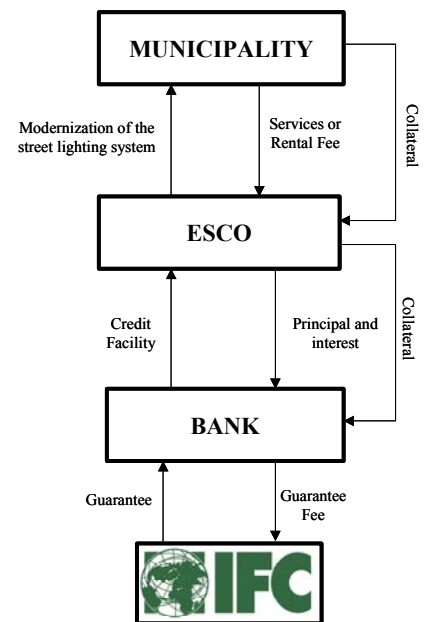 MUNICIPALITY
Modernization of the
street lighting system
Services or
Rental Fee
Collateral
ESCO
Credit
Facility
Principal and
interest
Collateral
BANK
Guarantee
Guarantee
Fee
IFC